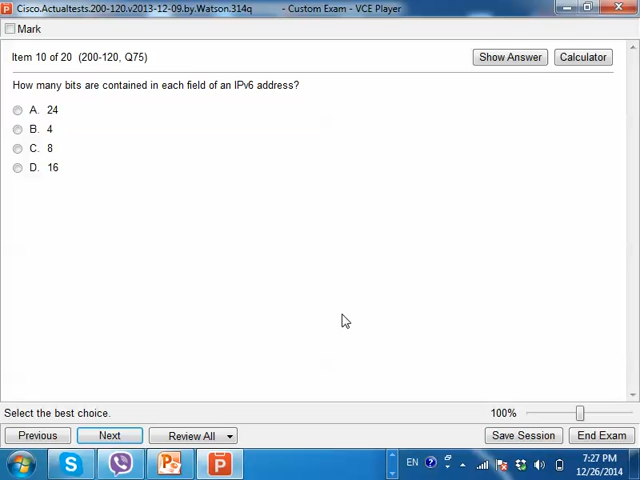 Cisco.Actualtests.200-120.v2013-12-09.by.Watson.314q - Custom Exam - VCE Player
Mark
Item 10 of 20 (200-120, Q75)
Show Answer
Calculator
How many bits are contained in each field of an IPv6 address?
A. 24
B. 4
C. 8
D. 16
Select the best choice.
100%
Previous
Next
Review All
Save Session
End Exam
EN
7:27 PM
12/26/2014